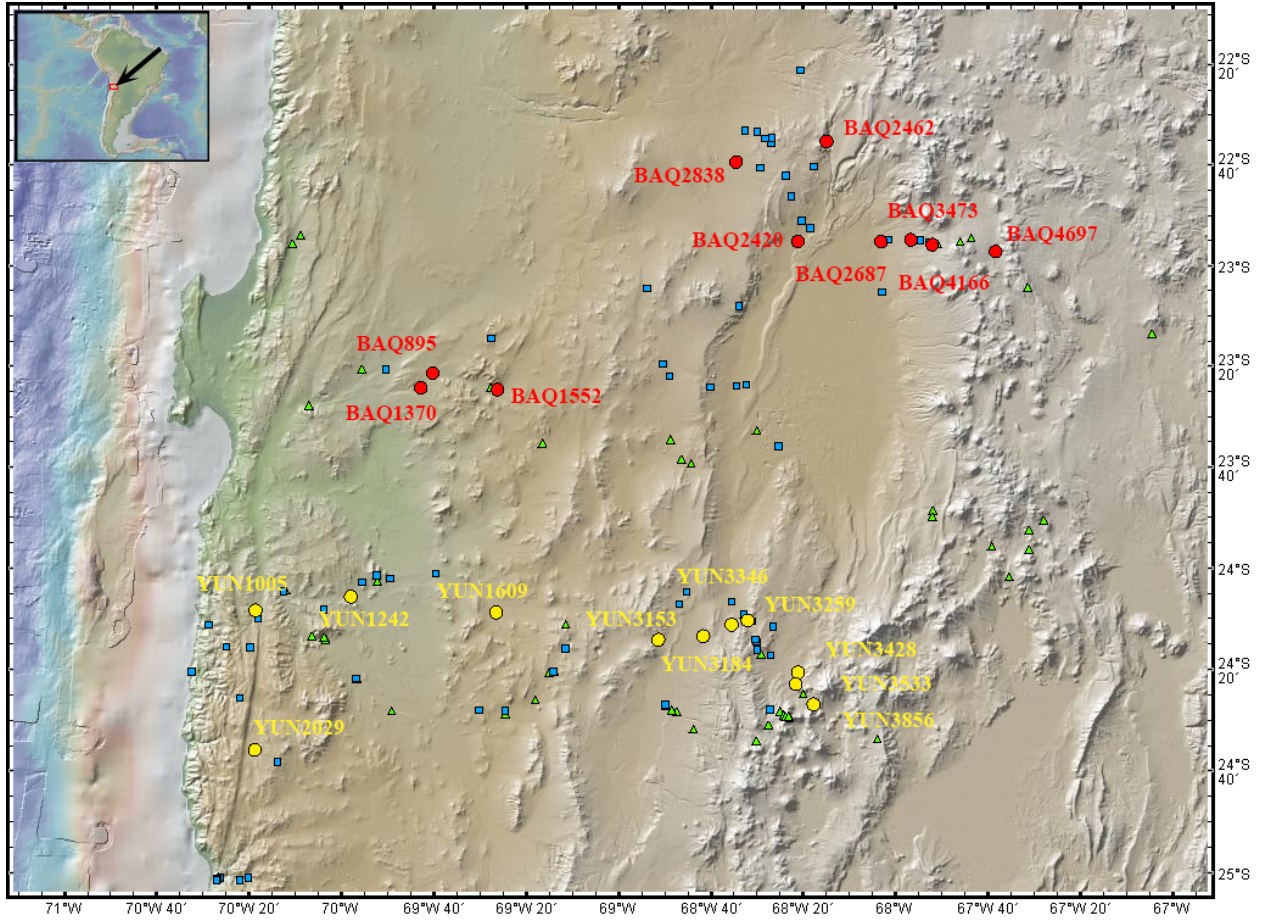 22°S
20´
BAQ2462
22°S
40´
BAQ2838
BAQ3473
BAQ4697
BAQ2420
23°S
BAQ2687
BAQ4166
BAQ895
23°S
20´
BAQ1552
BAQ1370
23°S
40´
24°S
YUN1005
YUN3346
YUN1609
YUN3259
YUN3153
YUN1242
YUN3428
YUN3184
24°S
20´
YUN3533
YUN3856
YUN2029
24°S
40´
25°S
71°W
70°W 40´
70°W 20´
70°W
69°W 40´
69°W 20´
69°W
68°W 40´
68°W 20´
68°W
67°W 40´
67°W 20´